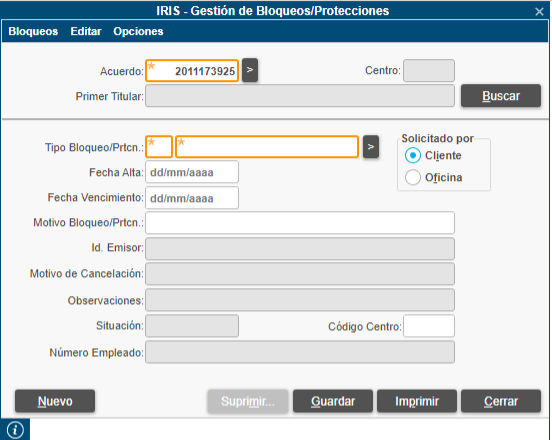 IRIS - Gestión de Bloqueos/Protecciones ×
Bloqueos Editar Opciones
Acuerdo: * 2011173925 > Centro:
Primer Titular: Buscar
Tipo Bloqueo/Prtcn.: * * > Solicitado por
Cliente
Fecha Alta: dd/mm/aaaa
Oficina
Fecha Vencimiento: dd/mm/aaaa
Motivo Bloqueo/Prtcn.:
Id. Emisor:
Motivo de Cancelación:
Observaciones:
Situación: Código Centro:
Número Empleado:
Nuevo Suprimir... Guardar Imprimir Cerrar
i